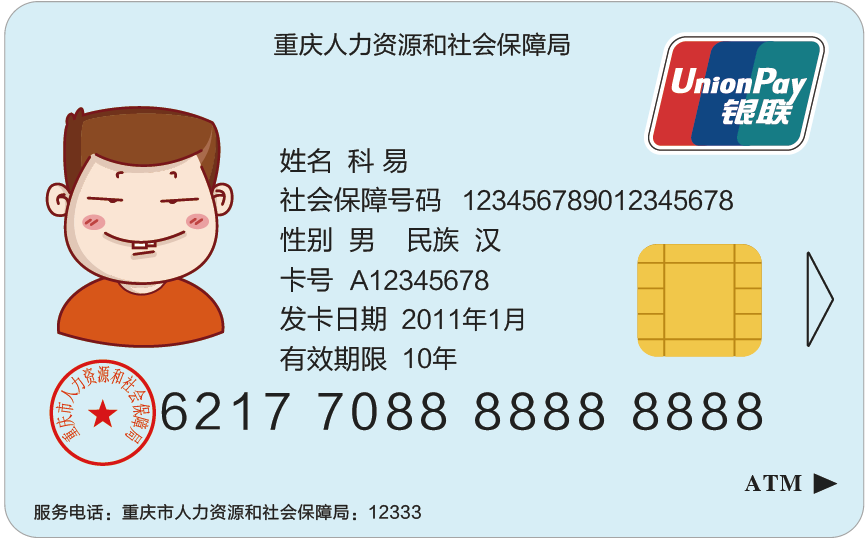 重庆人力资源和社会保障局
UnionPay
银联
姓名 科 易
社会保障号码 123456789012345678
性别 男 民族 汉
卡号 A12345678
发卡日期 2011年1月
有效期限 10年
重庆市人力资源和社会保障局
6217 7088 8888 8888
ATM
服务电话：重庆市人力资源和社会保障局：12333